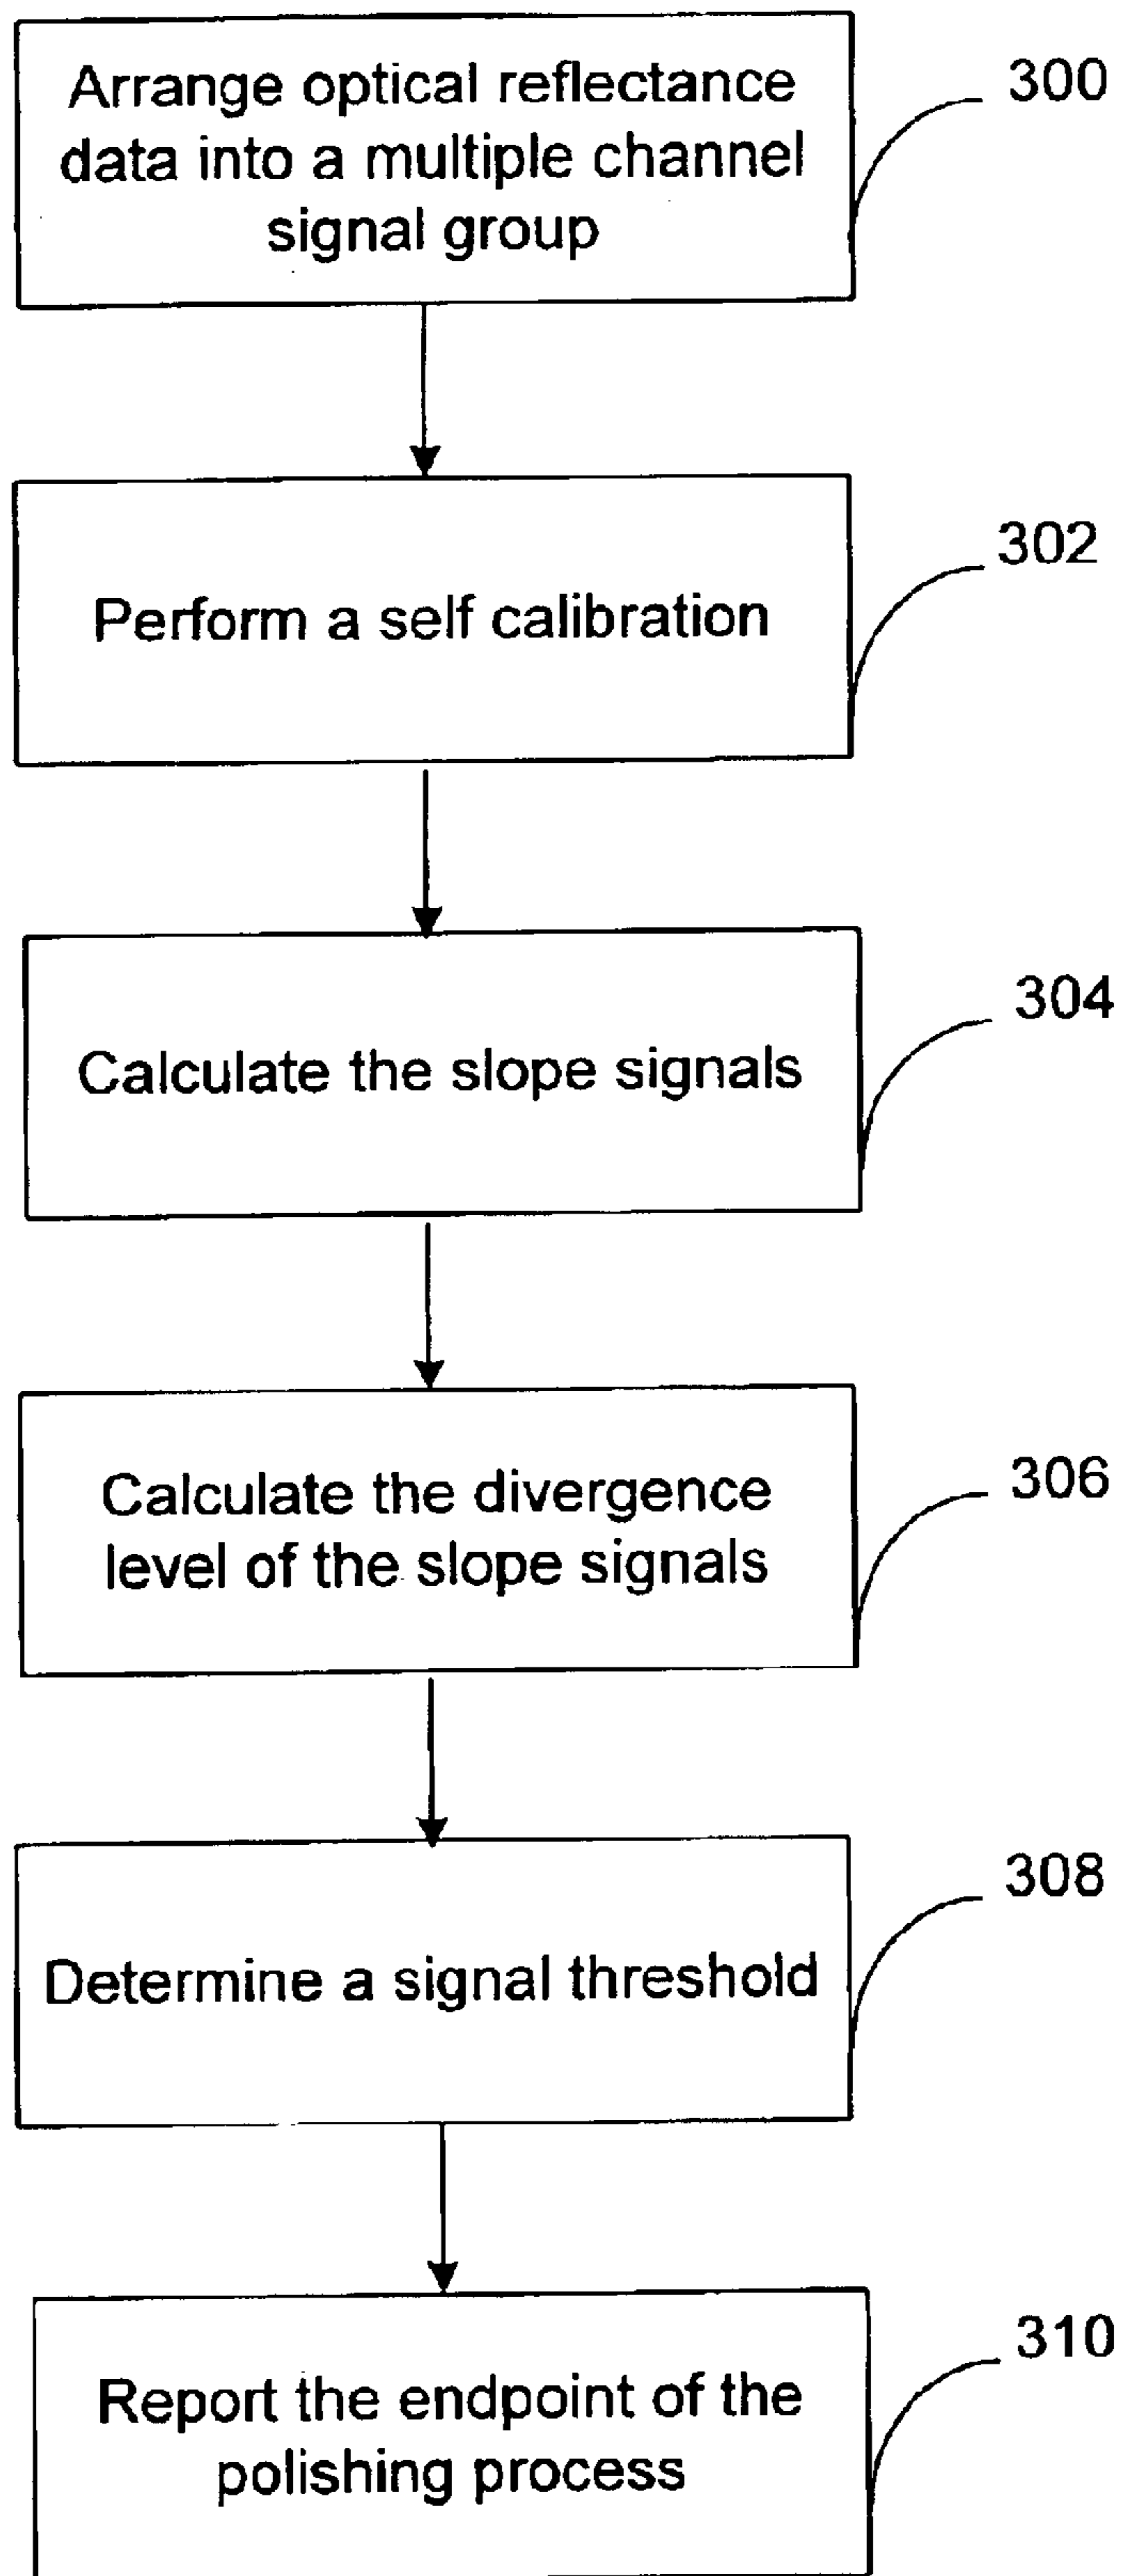 Arrange optical reflectance
data into a multiple channel
signal group
300
Perform a self calibration
302
Calculate the slope signals
304
Calculate the divergence
level of the slope signals
306
Determine a signal threshold
308
Report the endpoint of the
polishing process
310